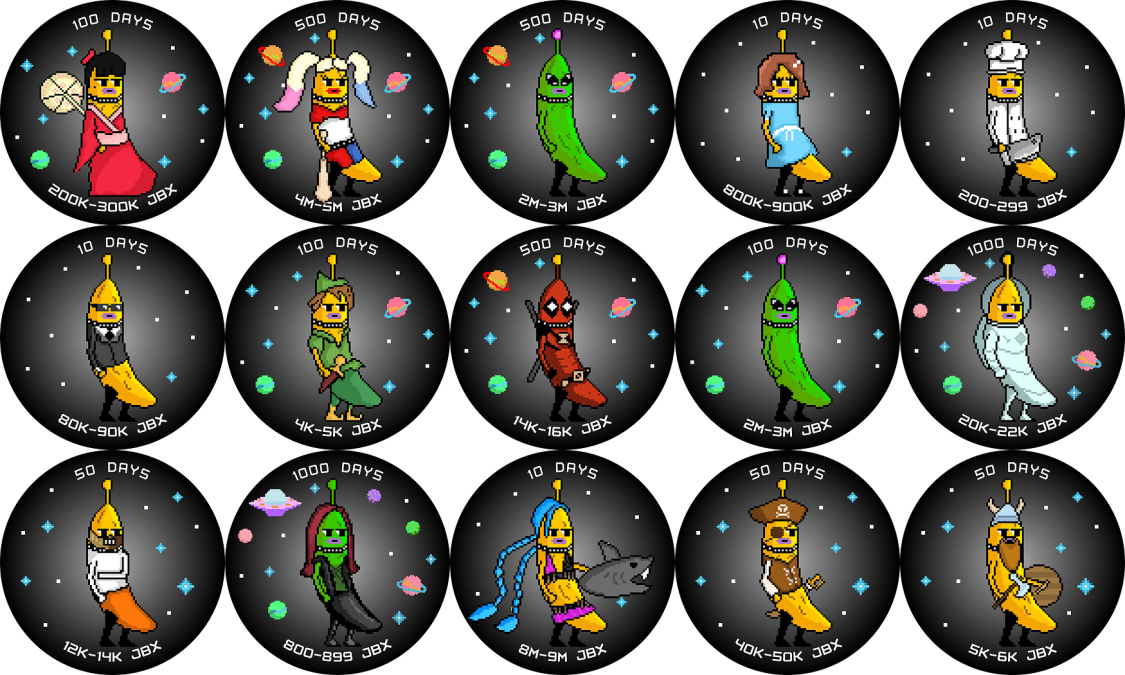 100 DAYS
200K-300K JBX
500 DAYS
4M-5M JBX
500 DAYS
2M-3M JBX
10 DAYS
800K-900K JBX
10 DAYS
200-299 JBX
10 DAYS
80K-90K JBX
100 DAYS
4K-5K JBX
500 DAYS
14K-16K JBX
100 DAYS
2M-3M JBX
1000 DAYS
20K-22K JBX
50 DAYS
12K-14K JBX
1000 DAYS
800-899 JBX
10 DAYS
8M-9M JBX
50 DAYS
40K-50K JBX
50 DAYS
5K-6K JBX